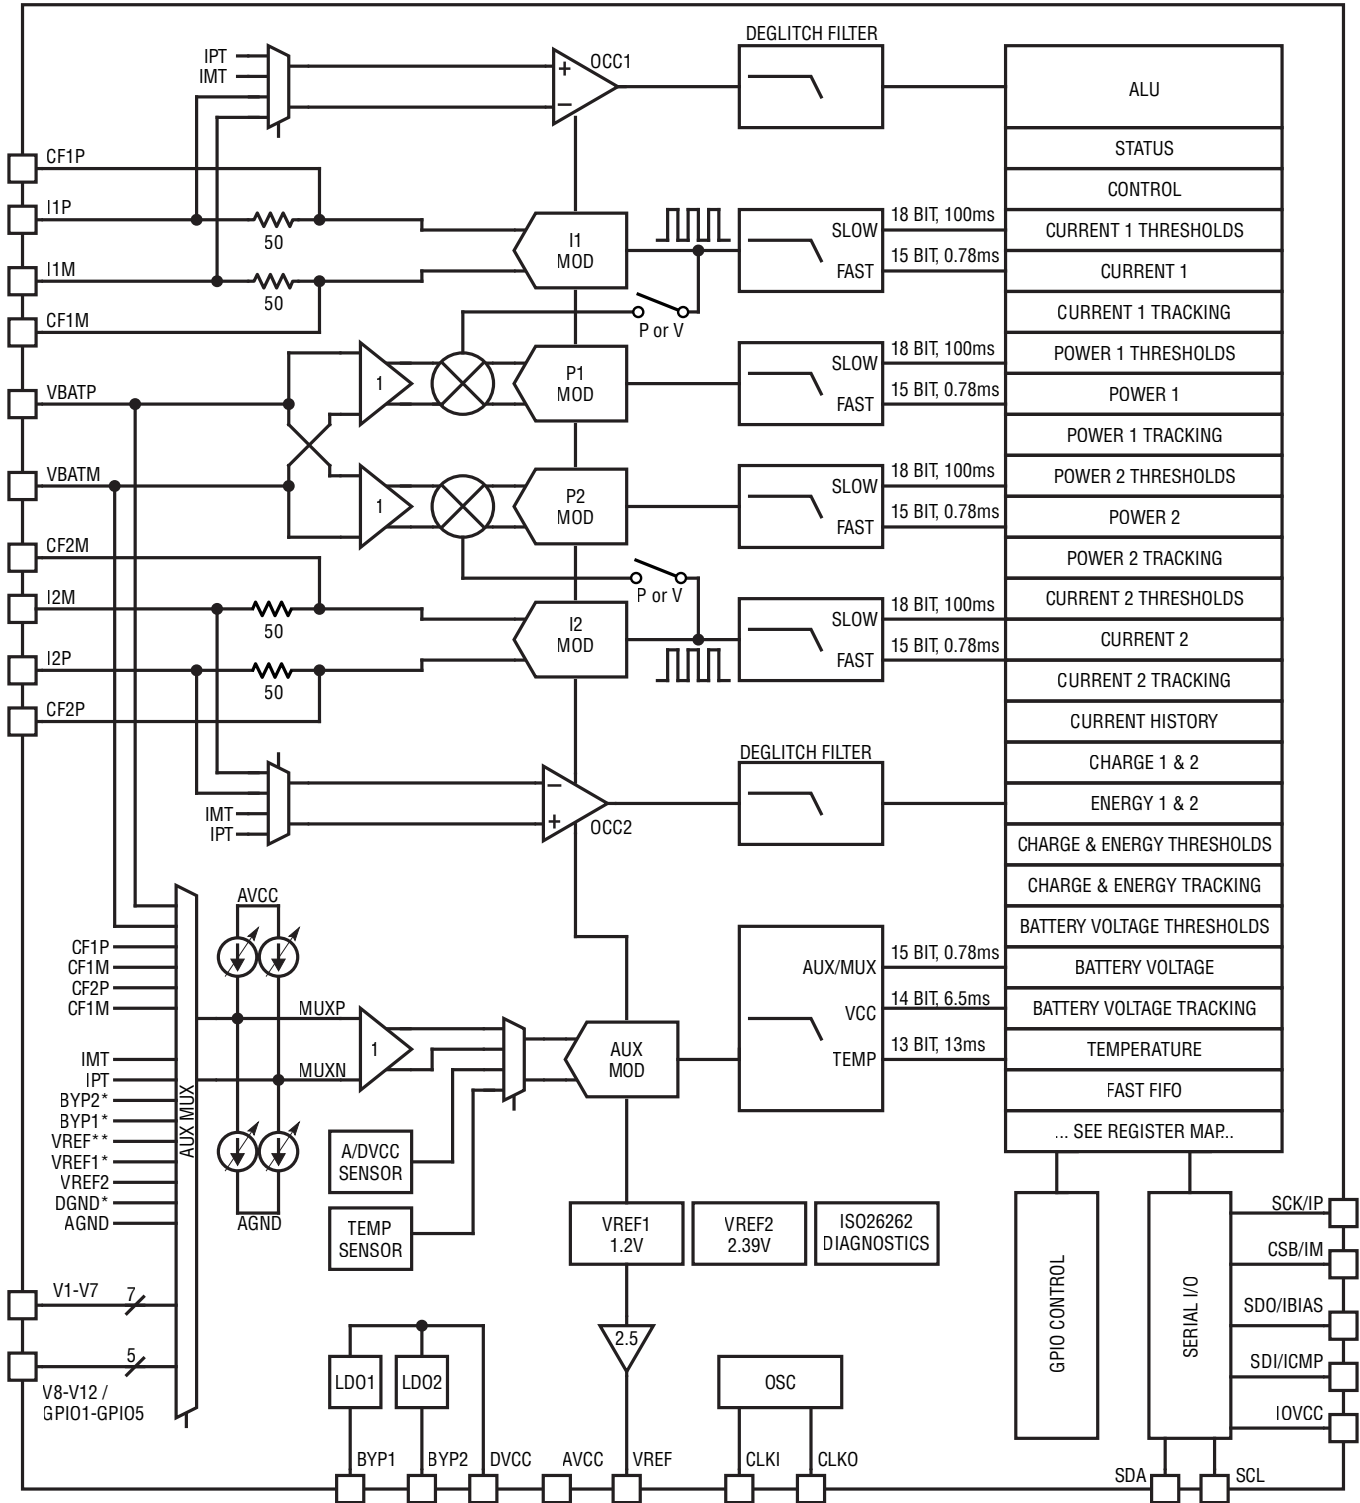 DEGLITCH FILTER
IPT
IMT
OCC1
+
−
ALU
STATUS
CONTROL
CF1P
I1P
50
I1
MOD
SLOW
FAST
18 BIT, 100ms
15 BIT, 0.78ms
CURRENT 1 THRESHOLDS
CURRENT 1
CURRENT 1 TRACKING
I1M
50
CF1M
P or V
VBATP
1
P1
MOD
SLOW
FAST
18 BIT, 100ms
15 BIT, 0.78ms
POWER 1 THRESHOLDS
POWER 1
POWER 1 TRACKING
VBATM
1
P2
MOD
SLOW
FAST
18 BIT, 100ms
15 BIT, 0.78ms
POWER 2 THRESHOLDS
POWER 2
POWER 2 TRACKING
CF2M
P or V
I2M
50
I2
MOD
SLOW
FAST
18 BIT, 100ms
15 BIT, 0.78ms
CURRENT 2 THRESHOLDS
CURRENT 2
CURRENT 2 TRACKING
I2P
50
CF2P
CURRENT HISTORY
DEGLITCH FILTER
CHARGE 1 & 2
ENERGY 1 & 2
IMT
IPT
−
+
OCC2
CHARGE & ENERGY THRESHOLDS
CHARGE & ENERGY TRACKING
BATTERY VOLTAGE THRESHOLDS
BATTERY VOLTAGE
BATTERY VOLTAGE TRACKING
TEMPERATURE
FAST FIFO
... SEE REGISTER MAP...
AVCC
CF1P
CF1M
CF2P
CF1M
IMT
IPT
BYP2*
BYP1*
VREF**
VREF1*
VREF2
DGND*
AGND
AUX MUX
MUXP
MUXN
1
AGND
AUX
MOD
AUX/MUX
VCC
TEMP
15 BIT, 0.78ms
14 BIT, 6.5ms
13 BIT, 13ms
A/DVCC
SENSOR
TEMP
SENSOR
VREF1
1.2V
VREF2
2.39V
ISO26262
DIAGNOSTICS
GPIO CONTROL
SERIAL I/O
SCK/IP
CSB/IM
SDO/IBIAS
SDI/ICMP
IOVCC
V1-V7
7
5
V8-V12 /
GPIO1-GPIO5
LDO1
LDO2
2.5
OSC
BYP1
BYP2
DVCC
AVCC
VREF
CLKI
CLKO
SDA
SCL